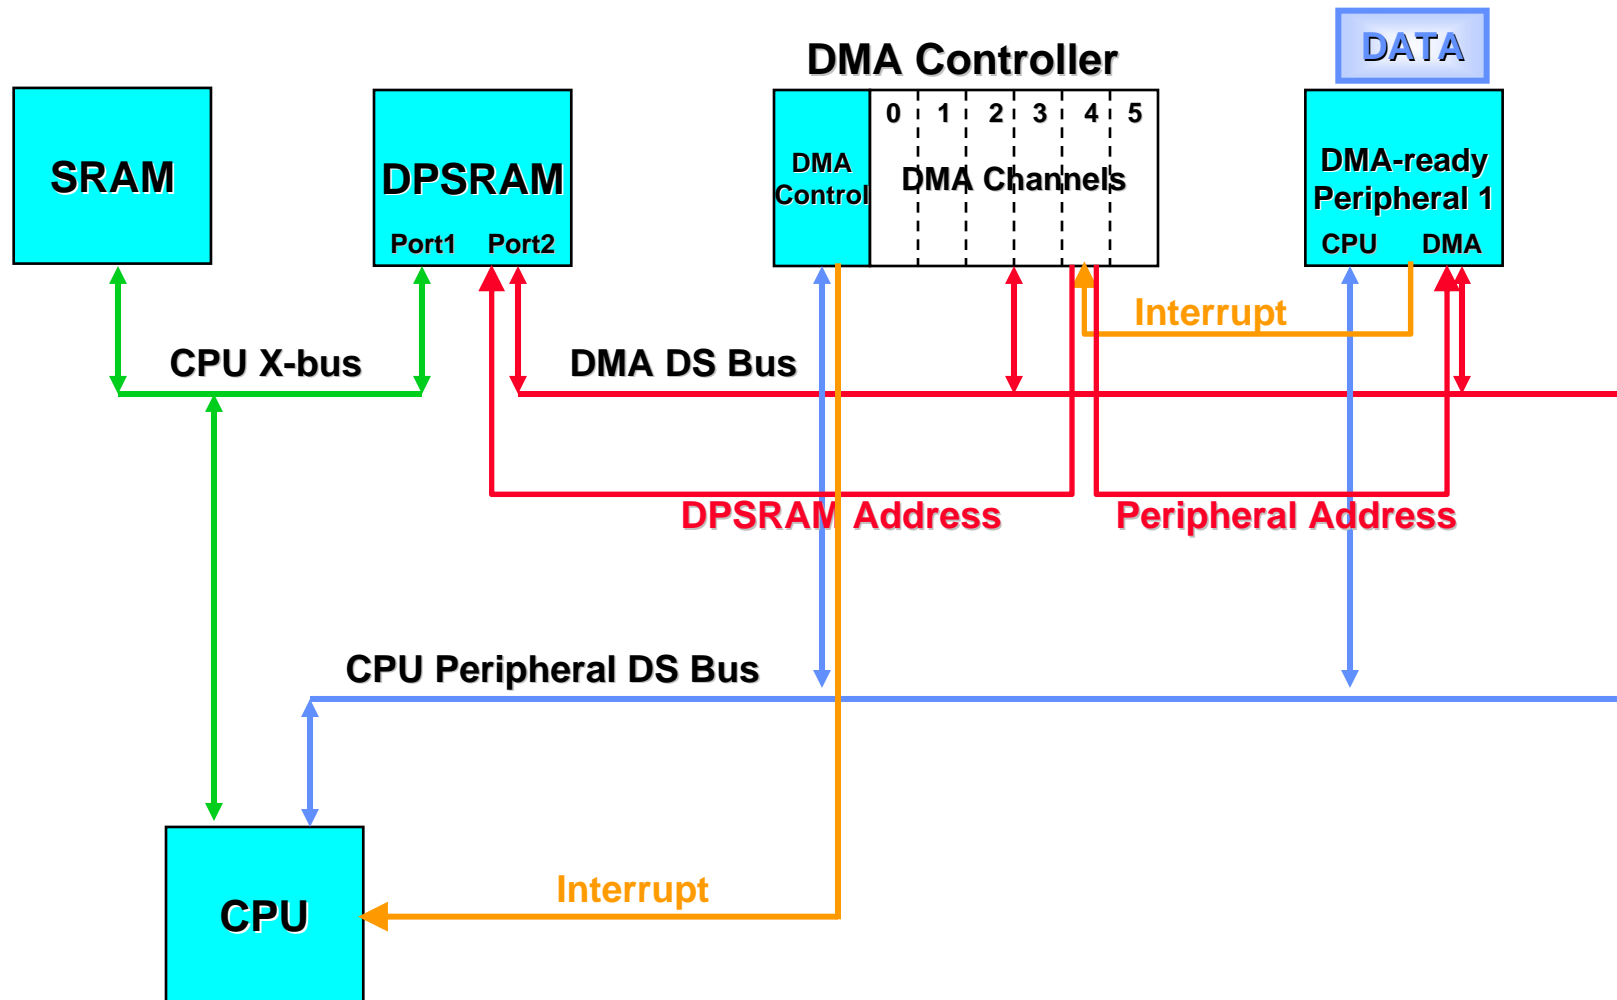 DATA
DMA Controller
SRAM
DPSRAM
Port1 Port2
DMA
Control
0 1 2 3 4 5
DMA Channels
DMA-ready
Peripheral 1
CPU DMA
Interrupt
CPU X-bus
DMA DS Bus
DPSRAM Address
Peripheral Address
CPU Peripheral DS Bus
Interrupt
CPU